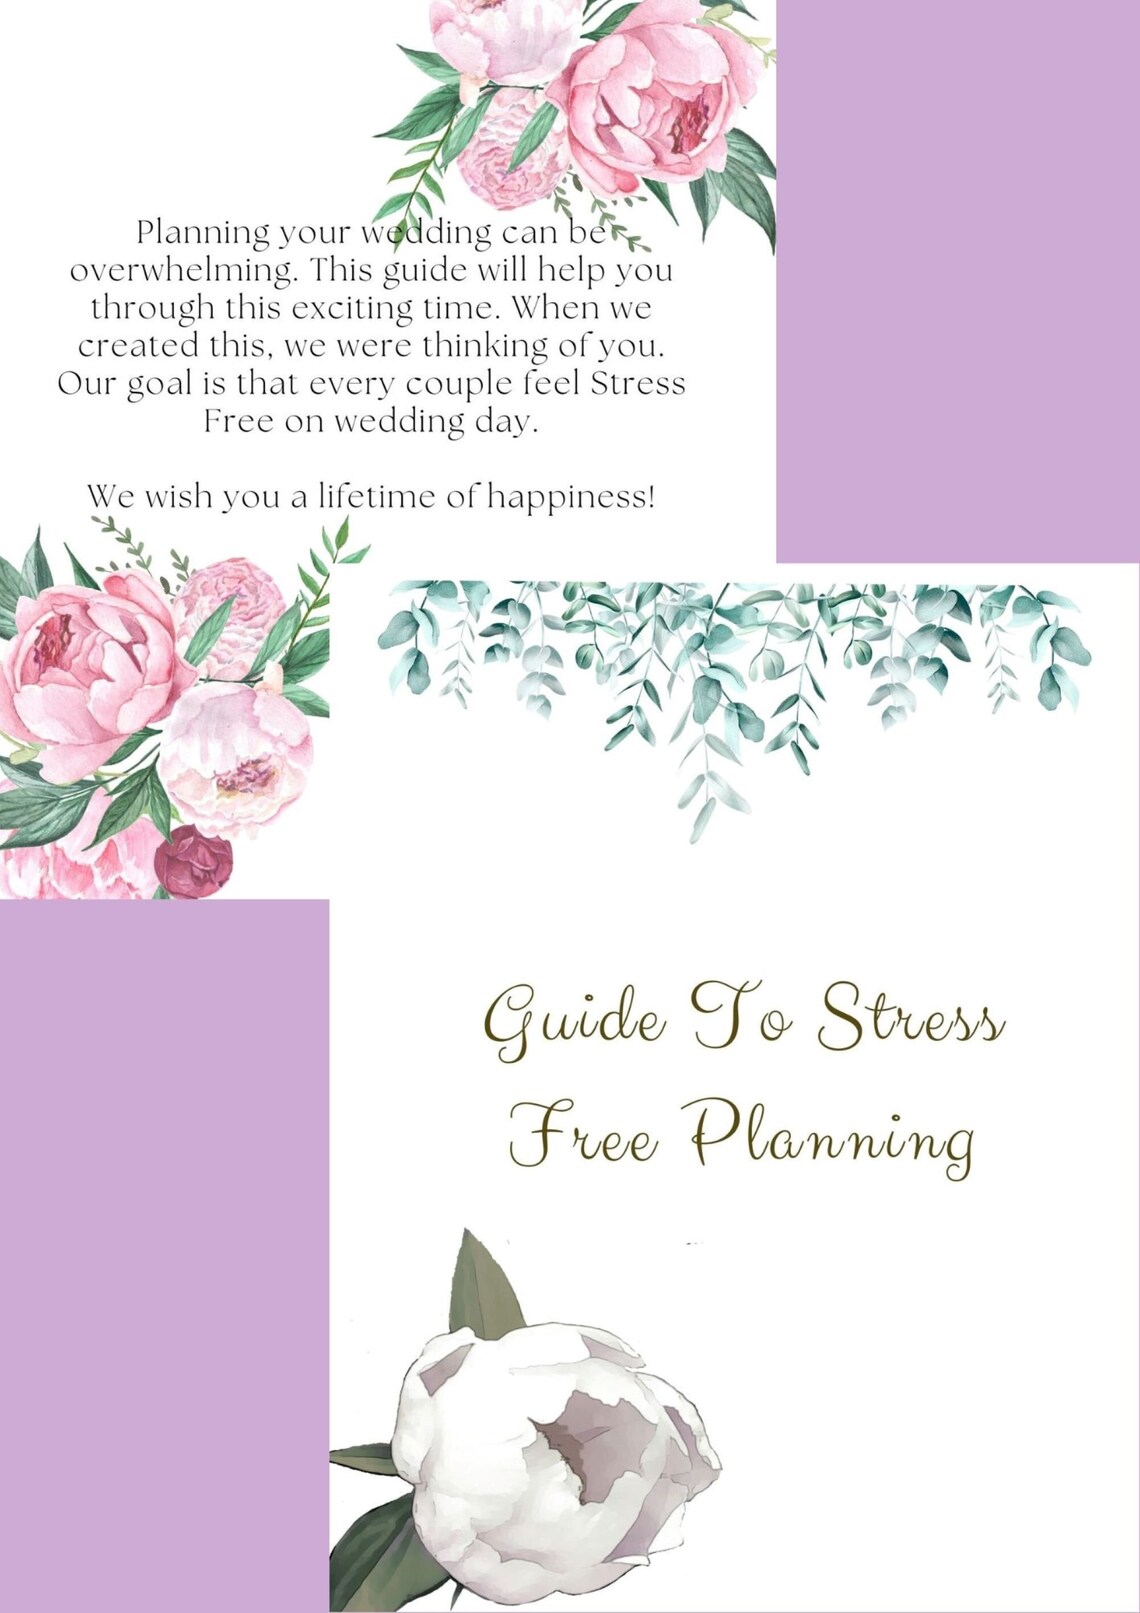 Planning your wedding can be
overwhelming. This guide will help you
through this exciting time. When we
created this, we were thinking of you.
Our goal is that every couple feel Stress
Free on wedding day.
We wish you a lifetime of happiness!
Guide To Stress
Free Planning